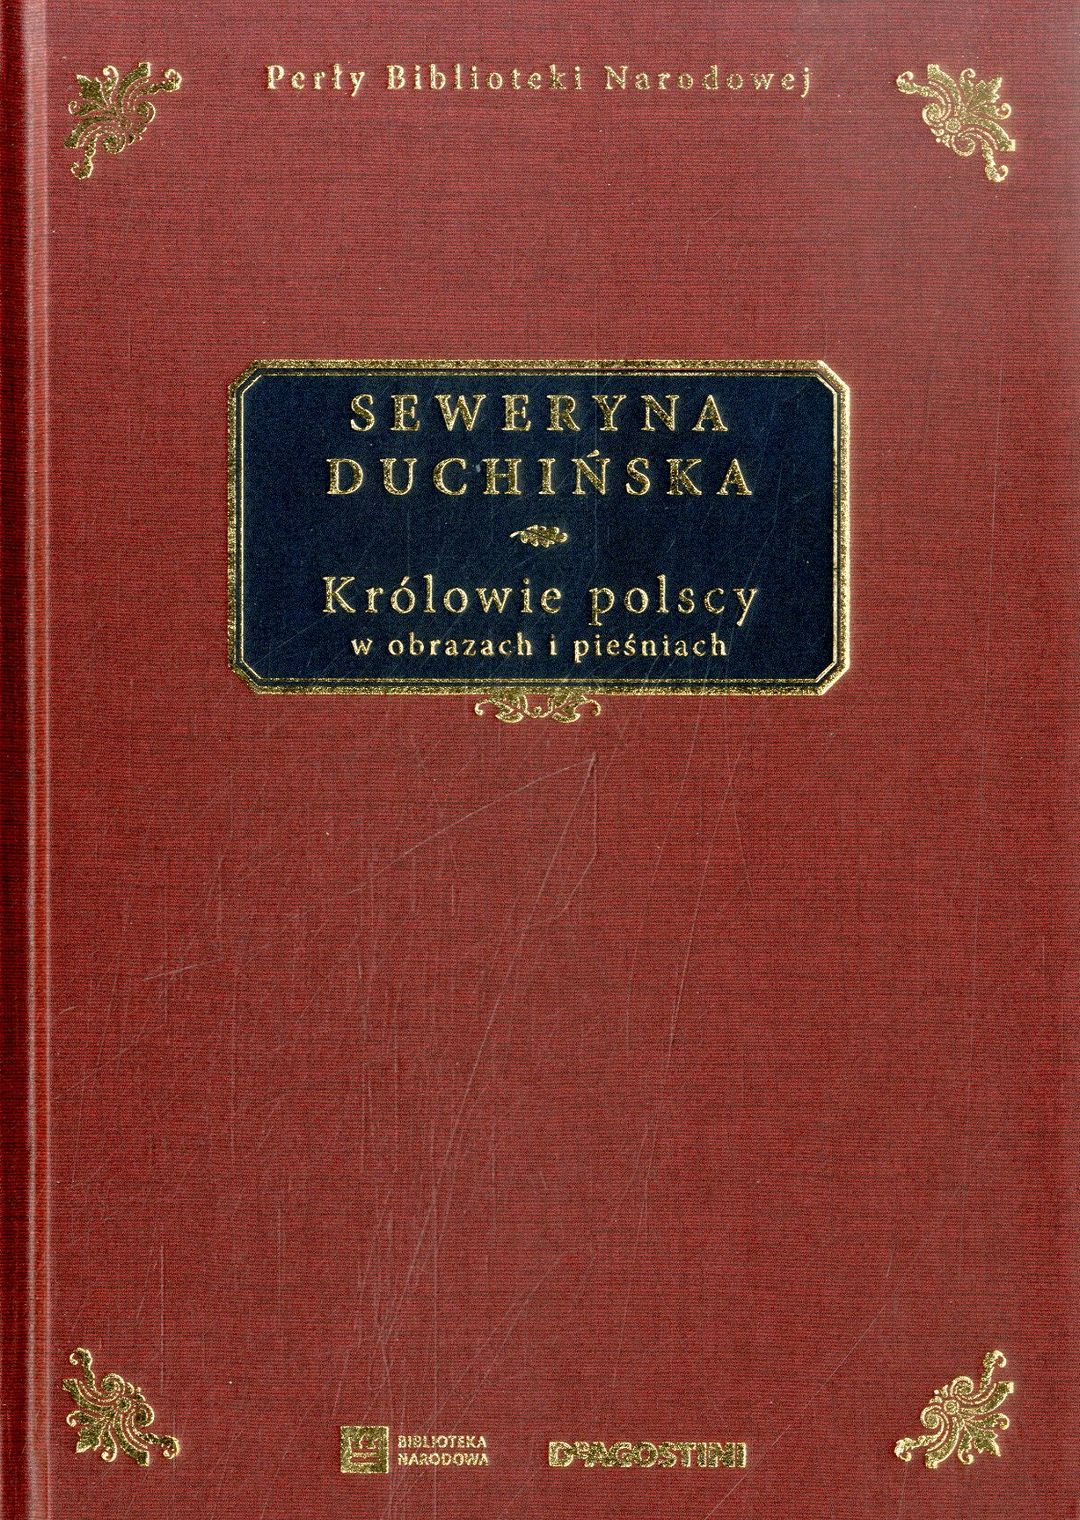 Perły Biblioteki Narodowej
SEWERYNA
DUCHIŃSKA
Królowie polscy
w obrazach i pieśniach
BIBLIOTEKA
NARODOWA
DEAGOSTINI